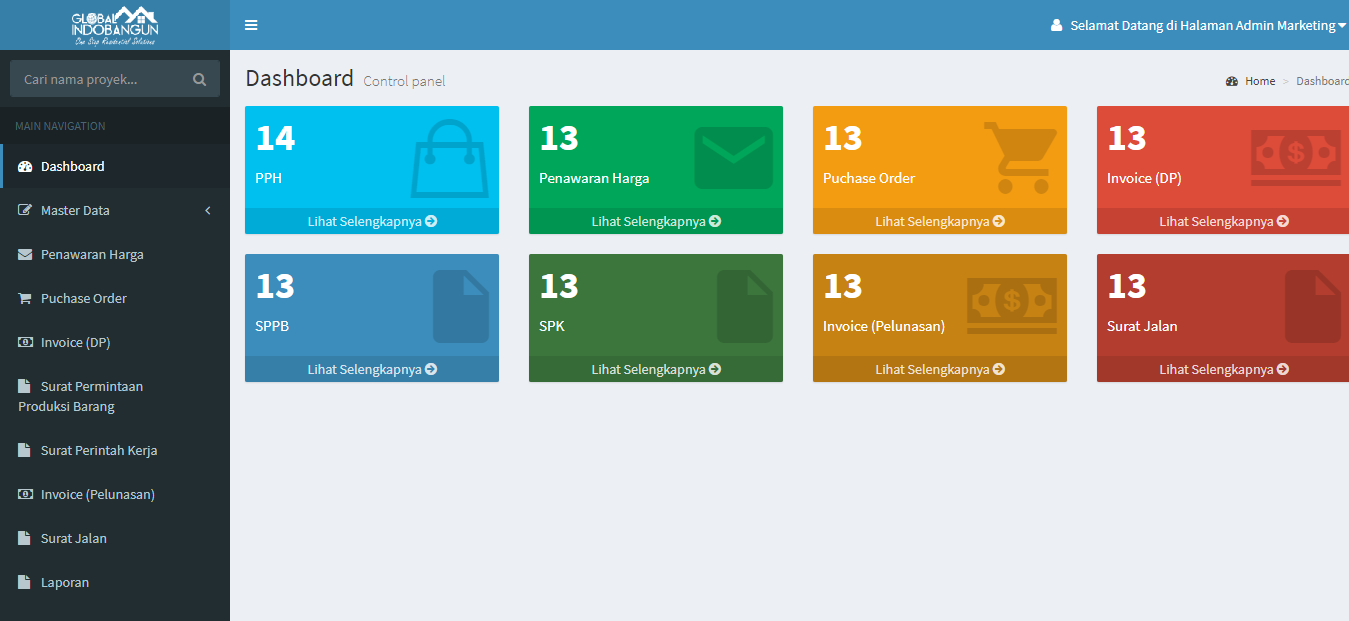 GLOBAL
INDOBANGUN
One Stop Residential Solutions
Selamat Datang di Halaman Admin Marketing
Cari nama proyek...
MAIN NAVIGATION
Dashboard
Master Data
Penawaran Harga
Puchase Order
Invoice (DP)
Surat Permintaan
Produksi Barang
Surat Perintah Kerja
Invoice (Pelunasan)
Surat Jalan
Laporan
Dashboard Control panel
Home > Dashboard
14
PPH
Lihat Selengkapnya
13
Penawaran Harga
Lihat Selengkapnya
13
Puchase Order
Lihat Selengkapnya
13
Invoice (DP)
Lihat Selengkapnya
13
SPPB
Lihat Selengkapnya
13
SPK
Lihat Selengkapnya
13
Invoice (Pelunasan)
Lihat Selengkapnya
13
Surat Jalan
Lihat Selengkapnya